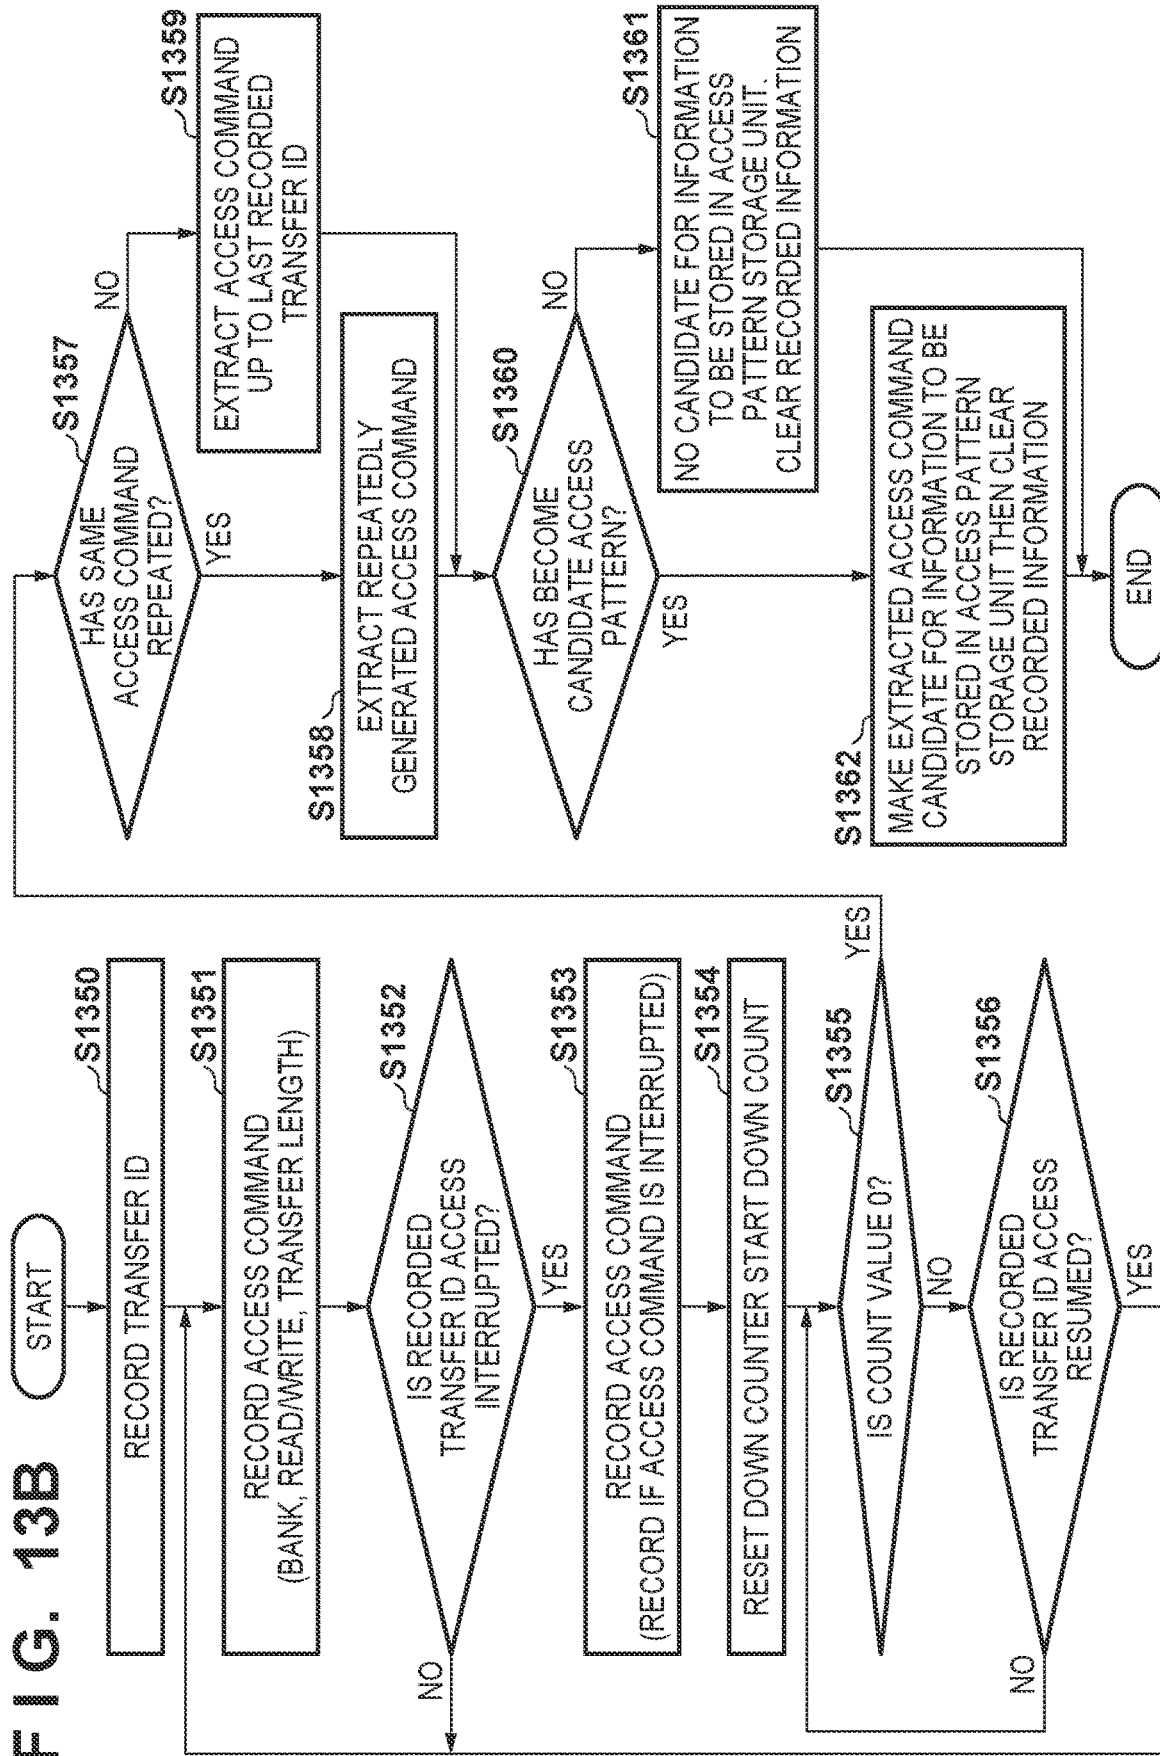 FIG. 13B
START
S1350
RECORD TRANSFER ID
S1351
RECORD ACCESS COMMAND
(BANK, READ/WRITE, TRANSFER LENGTH)
S1352
IS RECORDED
TRANSFER ID ACCESS
INTERRUPTED?
NO
YES
S1353
RECORD ACCESS COMMAND
(RECORD IF ACCESS COMMAND IS INTERRUPTED)
S1354
RESET DOWN COUNTER START DOWN COUNT
S1355
IS COUNT VALUE 0?
YES
NO
S1356
IS RECORDED
TRANSFER ID ACCESS
RESUMED?
NO
YES
S1357
HAS SAME
ACCESS COMMAND
REPEATED?
NO
YES
S1359
EXTRACT ACCESS COMMAND
UP TO LAST RECORDED
TRANSFER ID
S1358
EXTRACT REPEATEDLY
GENERATED ACCESS COMMAND
S1360
HAS BECOME
CANDIDATE ACCESS
PATTERN?
NO
YES
S1361
NO CANDIDATE FOR INFORMATION
TO BE STORED IN ACCESS
PATTERN STORAGE UNIT.
CLEAR RECORDED INFORMATION
S1362
MAKE EXTRACTED ACCESS COMMAND
CANDIDATE FOR INFORMATION TO BE
STORED IN ACCESS PATTERN
STORAGE UNIT THEN CLEAR
RECORDED INFORMATION
END